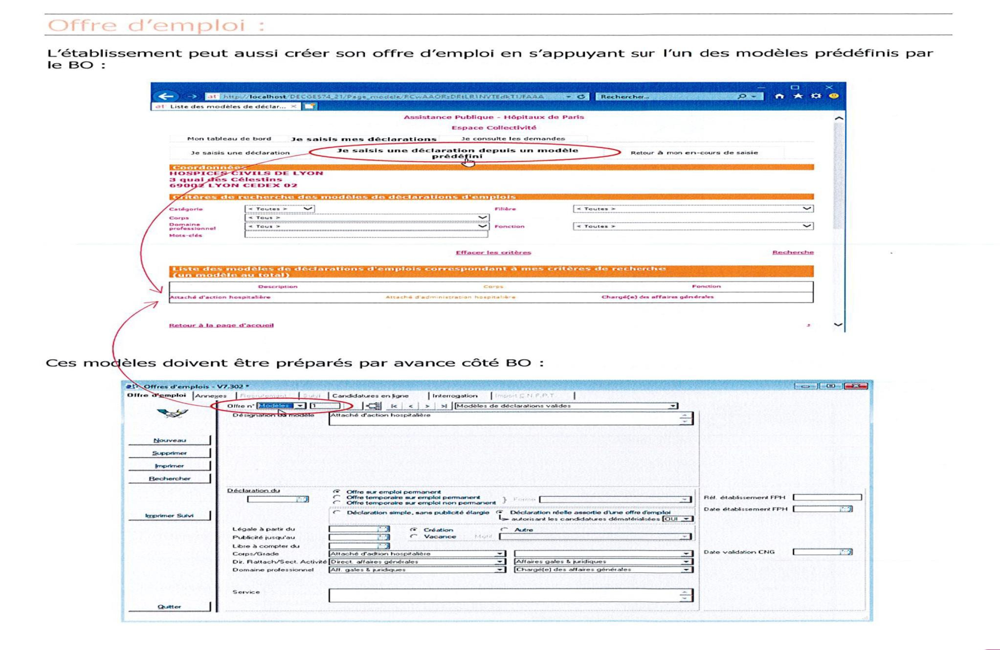 Offre d'emploi :
L'établissement peut aussi créer son offre d'emploi en s'appuyant sur l'un des modèles prédéfinis par
le BO :
Rechercher...
Liste des modèles de déclar...
Assistance Publique - Hôpitaux de Paris
Espace Collectivité
Mon tableau de bord Je saisis mes déclarations Je consulte les demandes
Je saisis une déclaration Je saisis une déclaration depuis un modèle prédéfini Retour à mon en-cours de saisie
Coordonnées
HOSPICES CIVILS DE LYON
3 quai des Célestins
69002 LYON CEDEX 02
Critères de recherche des modèles de déclarations d'emplois
Catégorie < Toutes > Filière < Toutes >
Corps < Tous >
Domaine professionnel < Tous > Fonction < Toutes >
Mots-clés
Effacer les critères Recherche
Liste des modèles de déclarations d'emplois correspondant à mes critères de recherche
(un modèle au total)
Description Corps Fonction
Attaché d'action hospitalière Attaché d'administration hospitalière Chargé(e) des affaires générales
Retour à la page d'accueil
Ces modèles doivent être préparés par avance côté BO :
Offres d'emplois - V7.302 *
Offre d'emploi Annexes Recrutement Suivi Candidatures en ligne Interrogation Import C.N.F.P.T.
Offre n° Modèles 1 |< < > >| Modèles de déclarations valides
Désignation du modèle Attaché d'action hospitalière
Nouveau
Supprimer
Imprimer
Rechercher
Déclaration du Offre sur emploi permanent
Offre temporaire sur emploi permanent
Offre temporaire sur emploi non permanent } Forme
Réf. établissement FPH
Date établissement FPH
Imprimer Suivi
Déclaration simple, sans publicité élargie Déclaration réelle assortie d'une offre d'emploi
autorisant les candidatures dématérialisées OUI
Légale à partir du Création Autre
Publicité jusqu'au Vacance Motif
Libre à compter du
Corps/Grade Attaché d'adtion hospitalière Date validation CNG
Dir. Rattach/Sect. Activité Direct. affaires générales Affaires gales & juridiques
Domaine professionnel Aff. gales & juridiques Chargé(e) des affaires générales
Service
Quitter